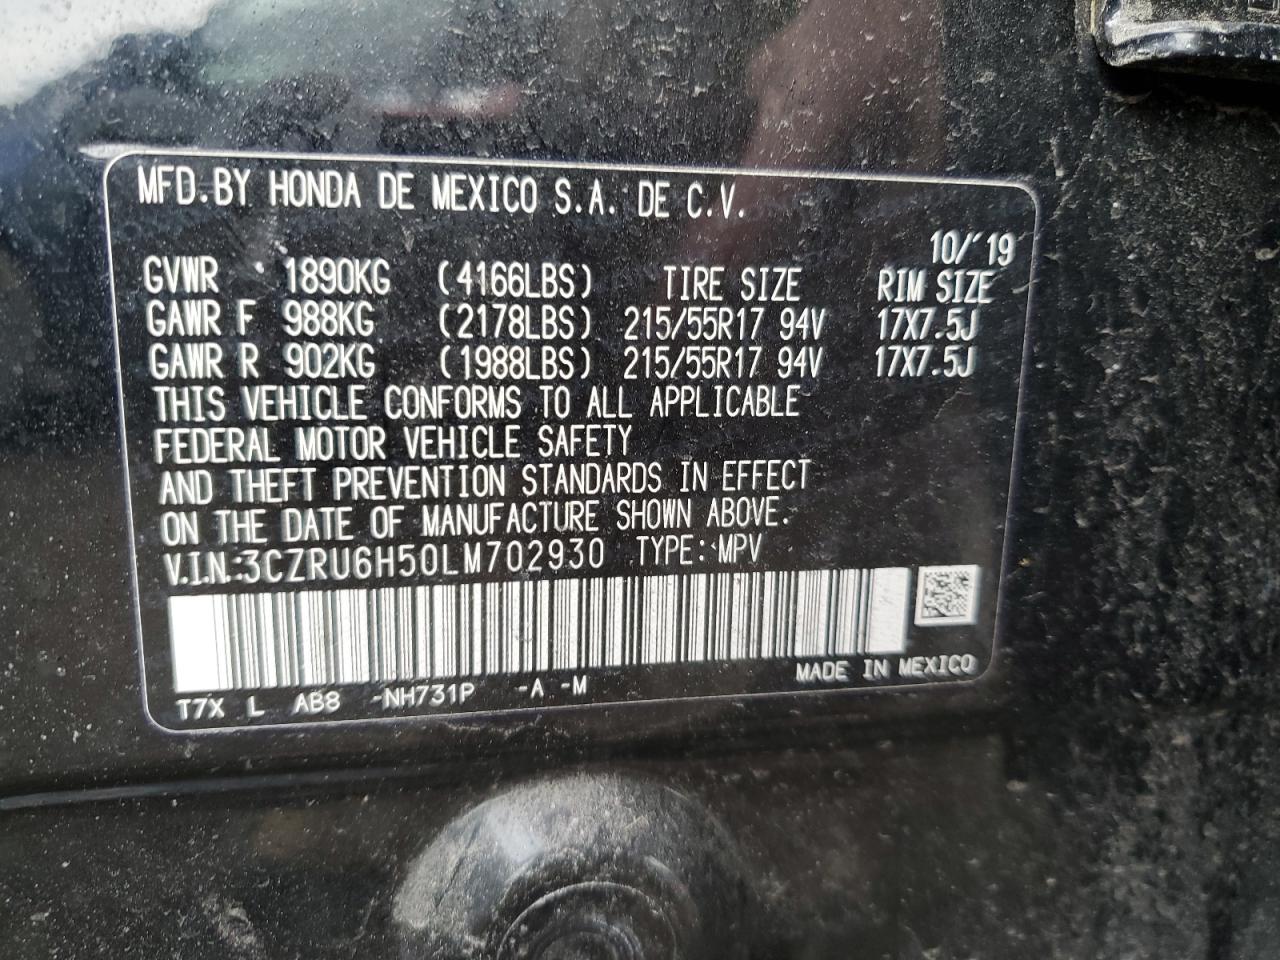 MFD.BY HONDA DE MEXICO S.A. DE C.V.
10/'19
GVWR 1890KG (4166LBS) TIRE SIZE RIM SIZE
GAWR F 988KG (2178LBS) 215/55R17 94V 17X7.5J
GAWR R 902KG (1988LBS) 215/55R17 94V 17X7.5J
THIS VEHICLE CONFORMS TO ALL APPLICABLE
FEDERAL MOTOR VEHICLE SAFETY
AND THEFT PREVENTION STANDARDS IN EFFECT
ON THE DATE OF MANUFACTURE SHOWN ABOVE.
V.I.N.:3CZRU6H50LM702930 TYPE: MPV
MADE IN MEXICO
T7X L AB8 -NH731P -A -M